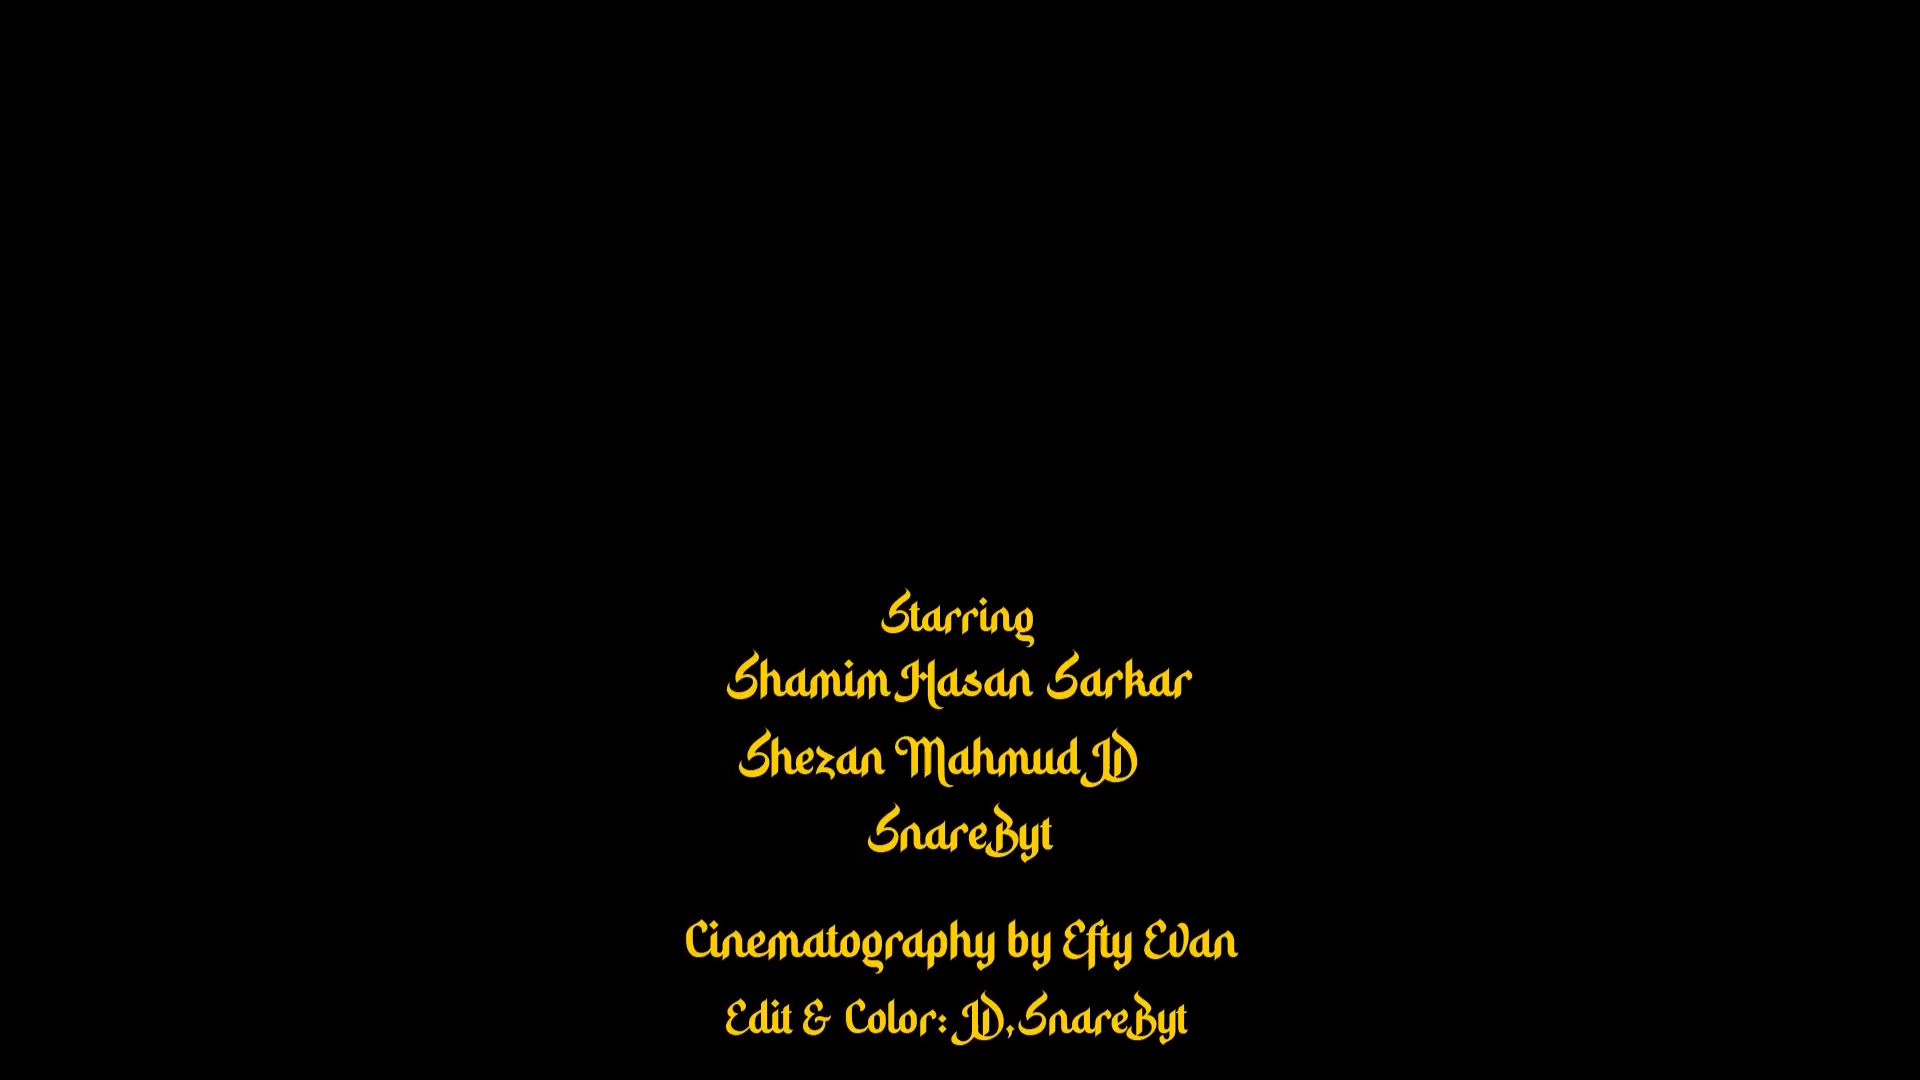 Starring
Shamim Hasan Sarkar
Shezan Mahmud JD
SnareByt
Cinematography by Efty Evan
Edit & Color: JD, SnareByt